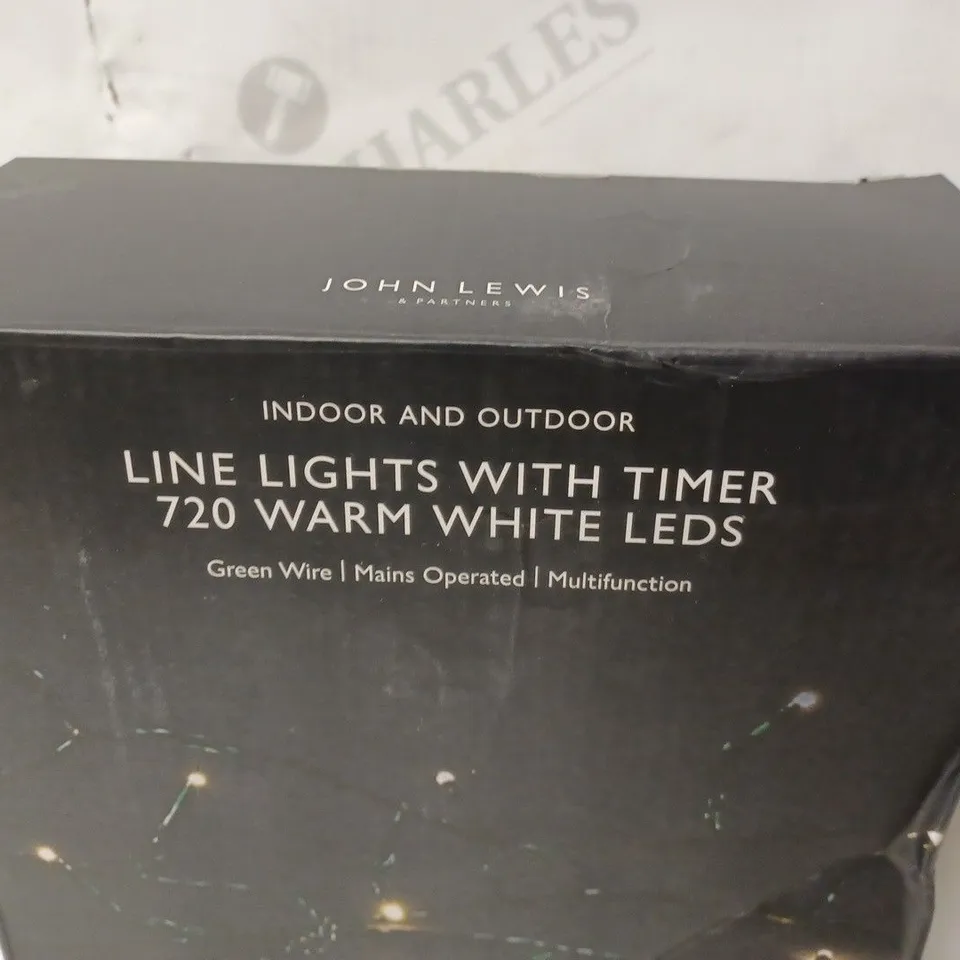 CHARLES
JOHN LEWIS
& PARTNERS
INDOOR AND OUTDOOR
LINE LIGHTS WITH TIMER
720 WARM WHITE LEDS
Green Wire | Mains Operated | Multifunction